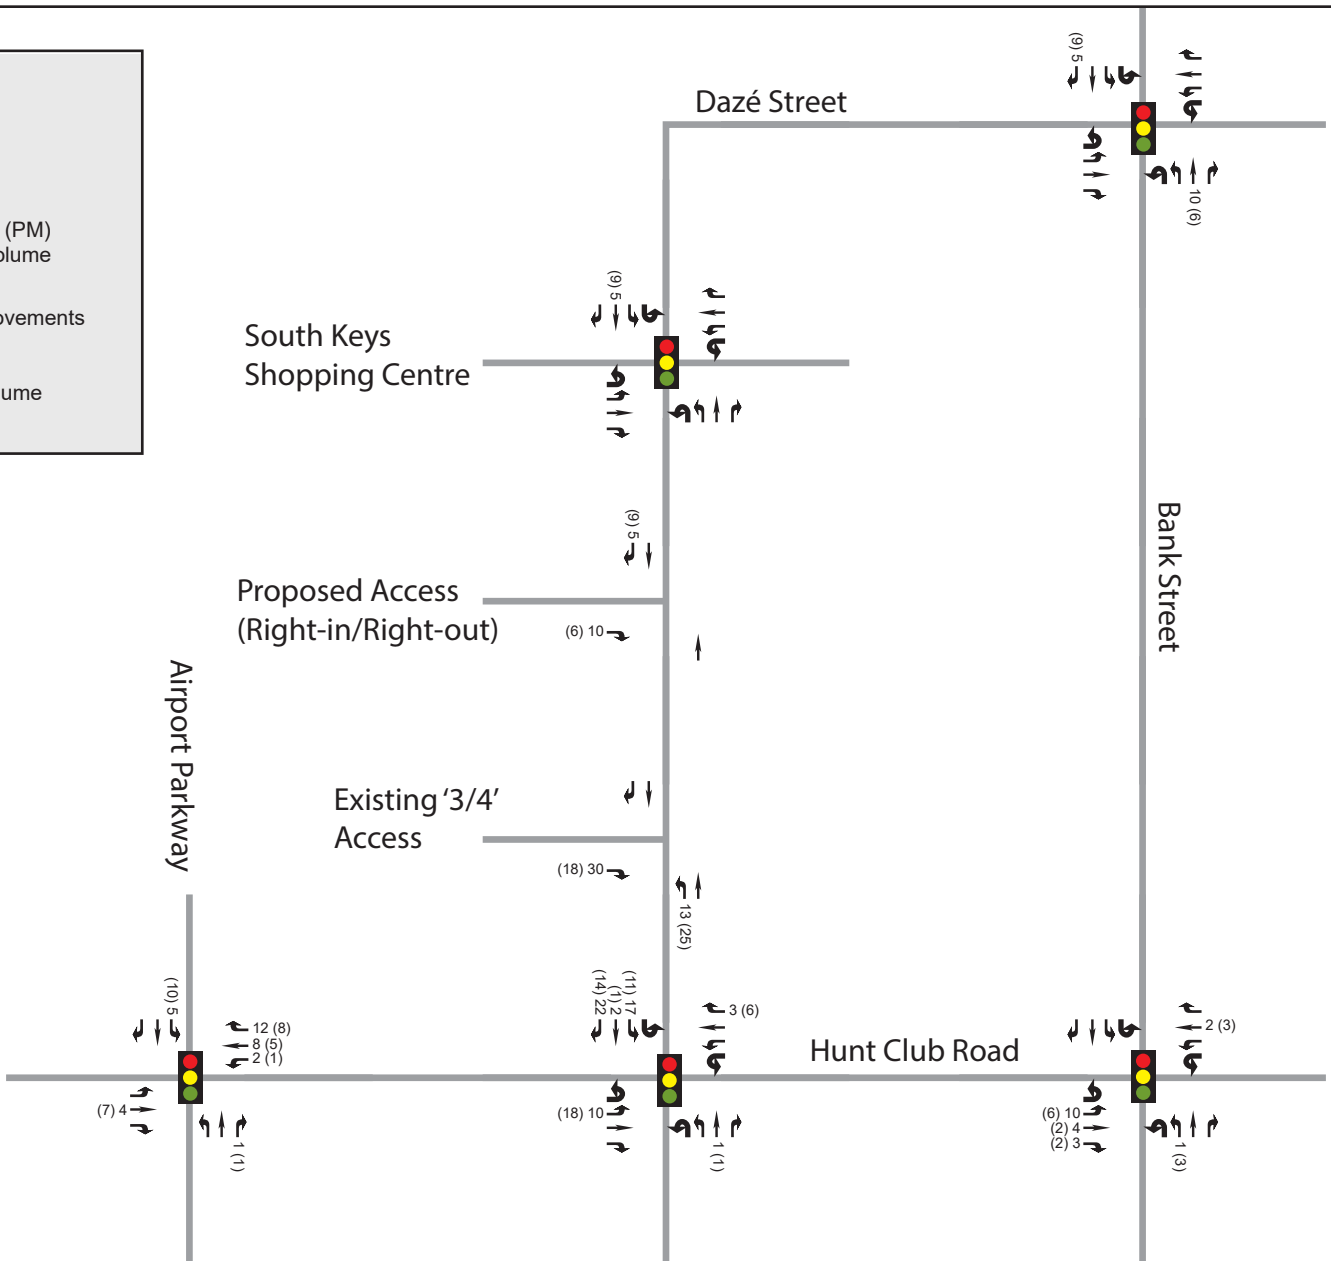 (PM)
ovements
Dazé Street
(9) 5
10 (6)
South Keys
Shopping Centre
(9) 5
(9) 5
Proposed Access
(Right-in/Right-out)
(6) 10
Bank Street
Airport Parkway
Existing ‘3/4’
Access
(18) 30
13 (25)
(10) 5
12 (8)
8 (5)
2 (1)
(7) 4
1 (1)
(14) 22
(1) 2
(11) 17
3 (6)
(18) 10
1 (1)
Hunt Club Road
2 (3)
(6) 10
(2) 4
(2) 3
1 (3)